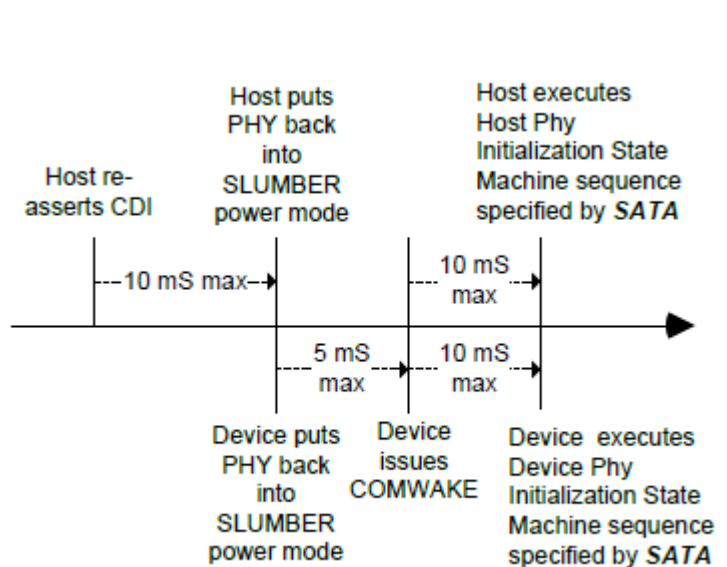 Host re-
asserts CDI
Host puts
PHY back
into
SLUMBER
power mode
Host executes
Host Phy
Initialization State
Machine sequence
specified by SATA
10 mS max
10 mS
max
5 mS
max
10 mS
max
Device puts
PHY back
into
SLUMBER
power mode
Device
issues
COMWAKE
Device executes
Device Phy
Initialization State
Machine sequence
specified by SATA